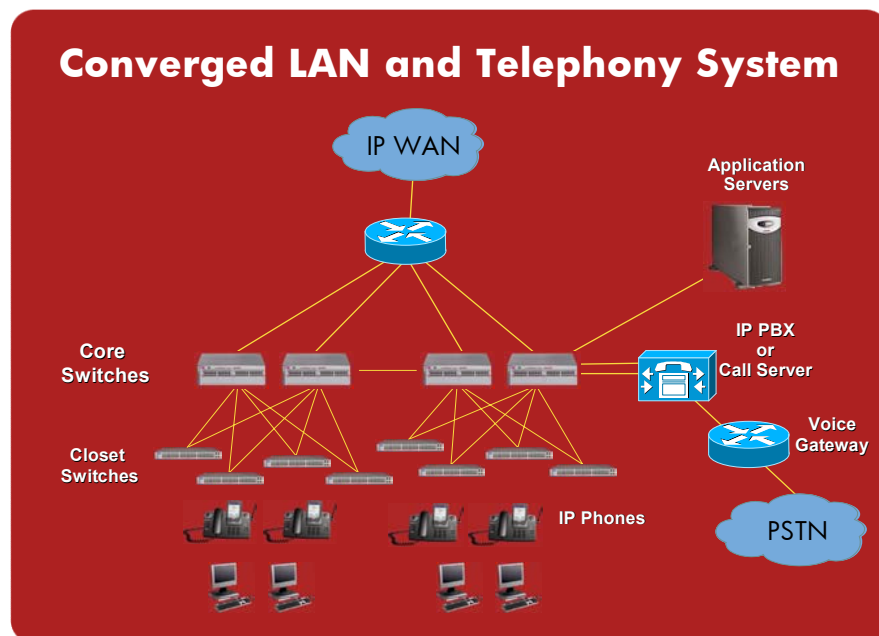 Converged LAN and Telephony System
IP WAN
Application
Servers
Core
Switches
IP PBX
or
Call Server
Closet
Switches
Voice
Gateway
IP Phones
PSTN